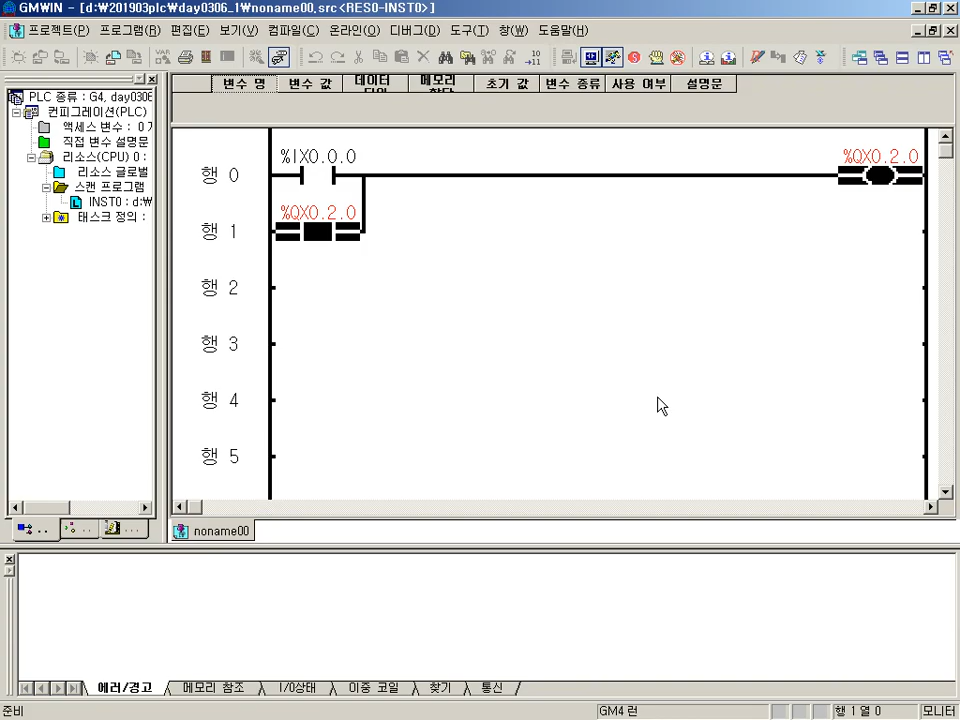 GMWIN - [d:\201903plc\day0306_1\noname00.src<RES0-INST0>]
프로젝트(P) 프로그램(R) 편집(E) 보기(V) 컴파일(C) 온라인(O) 디버그(D) 도구(T) 창(W) 도움말(H)
변수 명 변수 값 데이터 메모리 초기 값 변수 종류 사용 여부 설명문
PLC 종류 : G4, day0306
컨피그레이션(PLC)
액세스 변수 : 0
직접 변수 설명문
리소스(CPU) 0 :
리소스 글로벌
스캔 프로그램
INST0 : d:\
태스크 정의 :
%IX0.0.0 %QX0.2.0
행 0
%QX0.2.0
행 1
행 2
행 3
행 4
행 5
noname00
에러/경고 메모리 참조 I/0상태 이중 코일 찾기 통신
준비 GM4 런 행 1 열 0 모니터